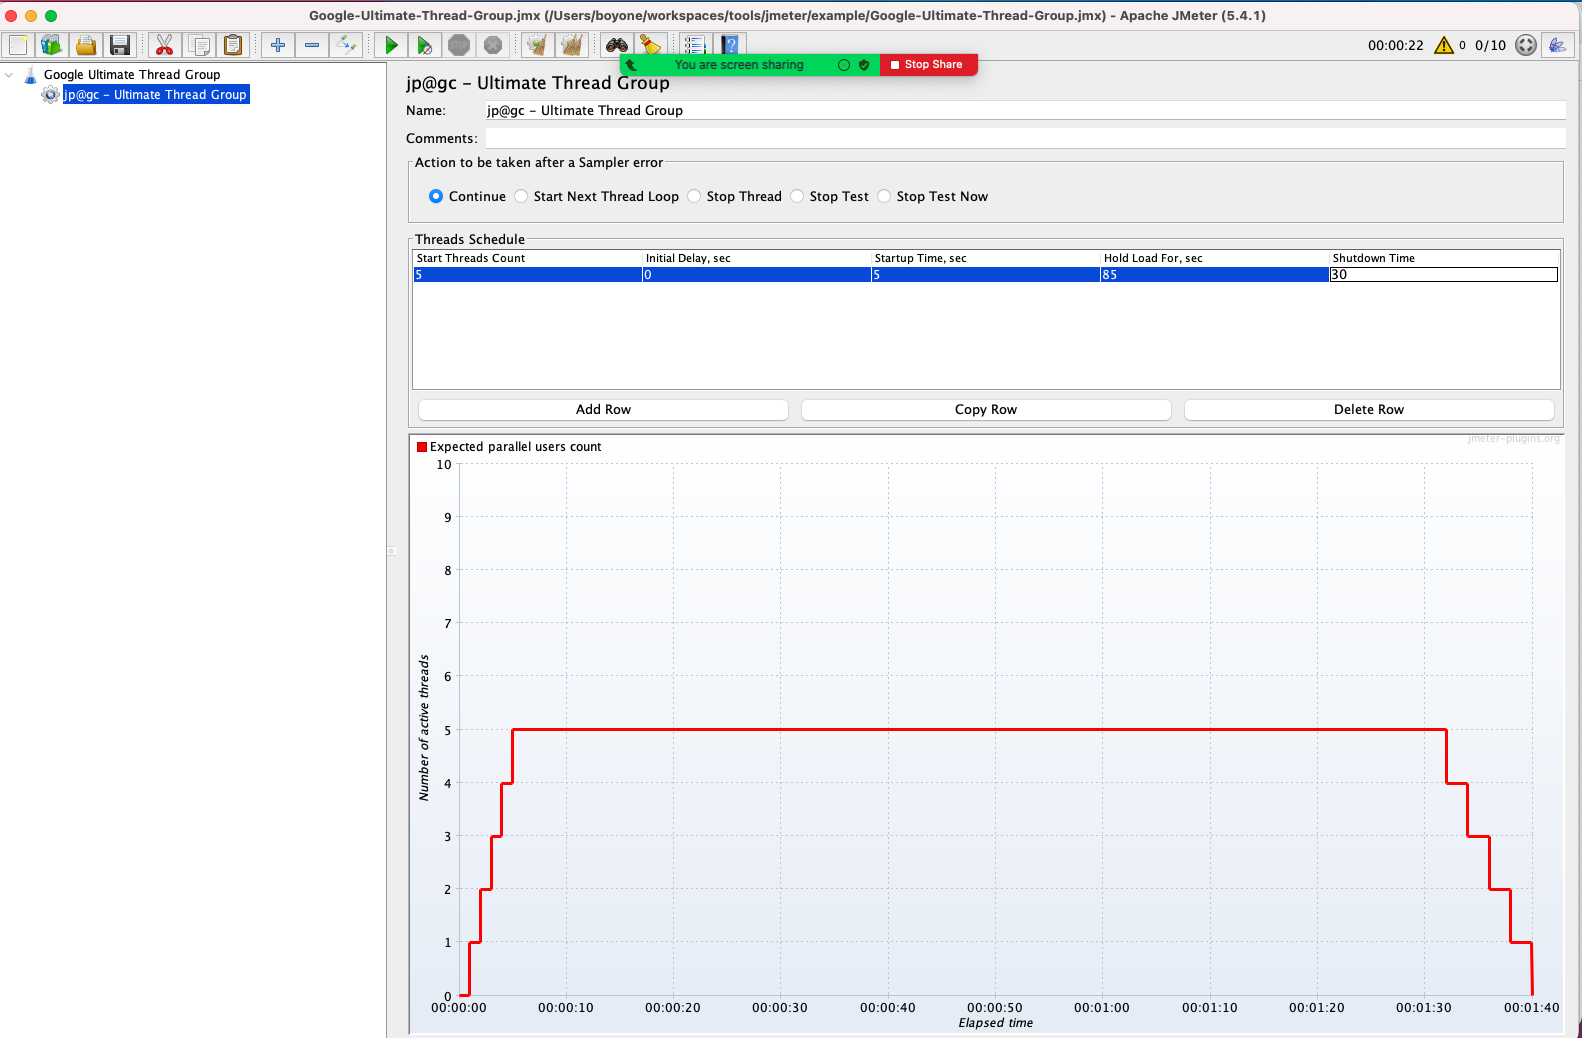 Google-Ultimate-Thread-Group.jmx (/Users/boyone/workspaces/tools/jmeter/example/Google-Ultimate-Thread-Group.jmx) - Apache JMeter (5.4.1)
STOP
00:00:22 0 0/10
You are screen sharing Stop Share
Google Ultimate Thread Group
jp@gc - Ultimate Thread Group
jp@gc - Ultimate Thread Group
Name: jp@gc - Ultimate Thread Group
Comments:
Action to be taken after a Sampler error
Continue Start Next Thread Loop Stop Thread Stop Test Stop Test Now
Threads Schedule
Start Threads Count Initial Delay, sec Startup Time, sec Hold Load For, sec Shutdown Time
5 0 5 85 30
Add Row Copy Row Delete Row
jmeter-plugins.org
Expected parallel users count
10
9
8
7
6
5
4
3
2
1
0
Number of active threads
00:00:00 00:00:10 00:00:20 00:00:30 00:00:40 00:00:50 00:01:00 00:01:10 00:01:20 00:01:30 00:01:40
Elapsed time